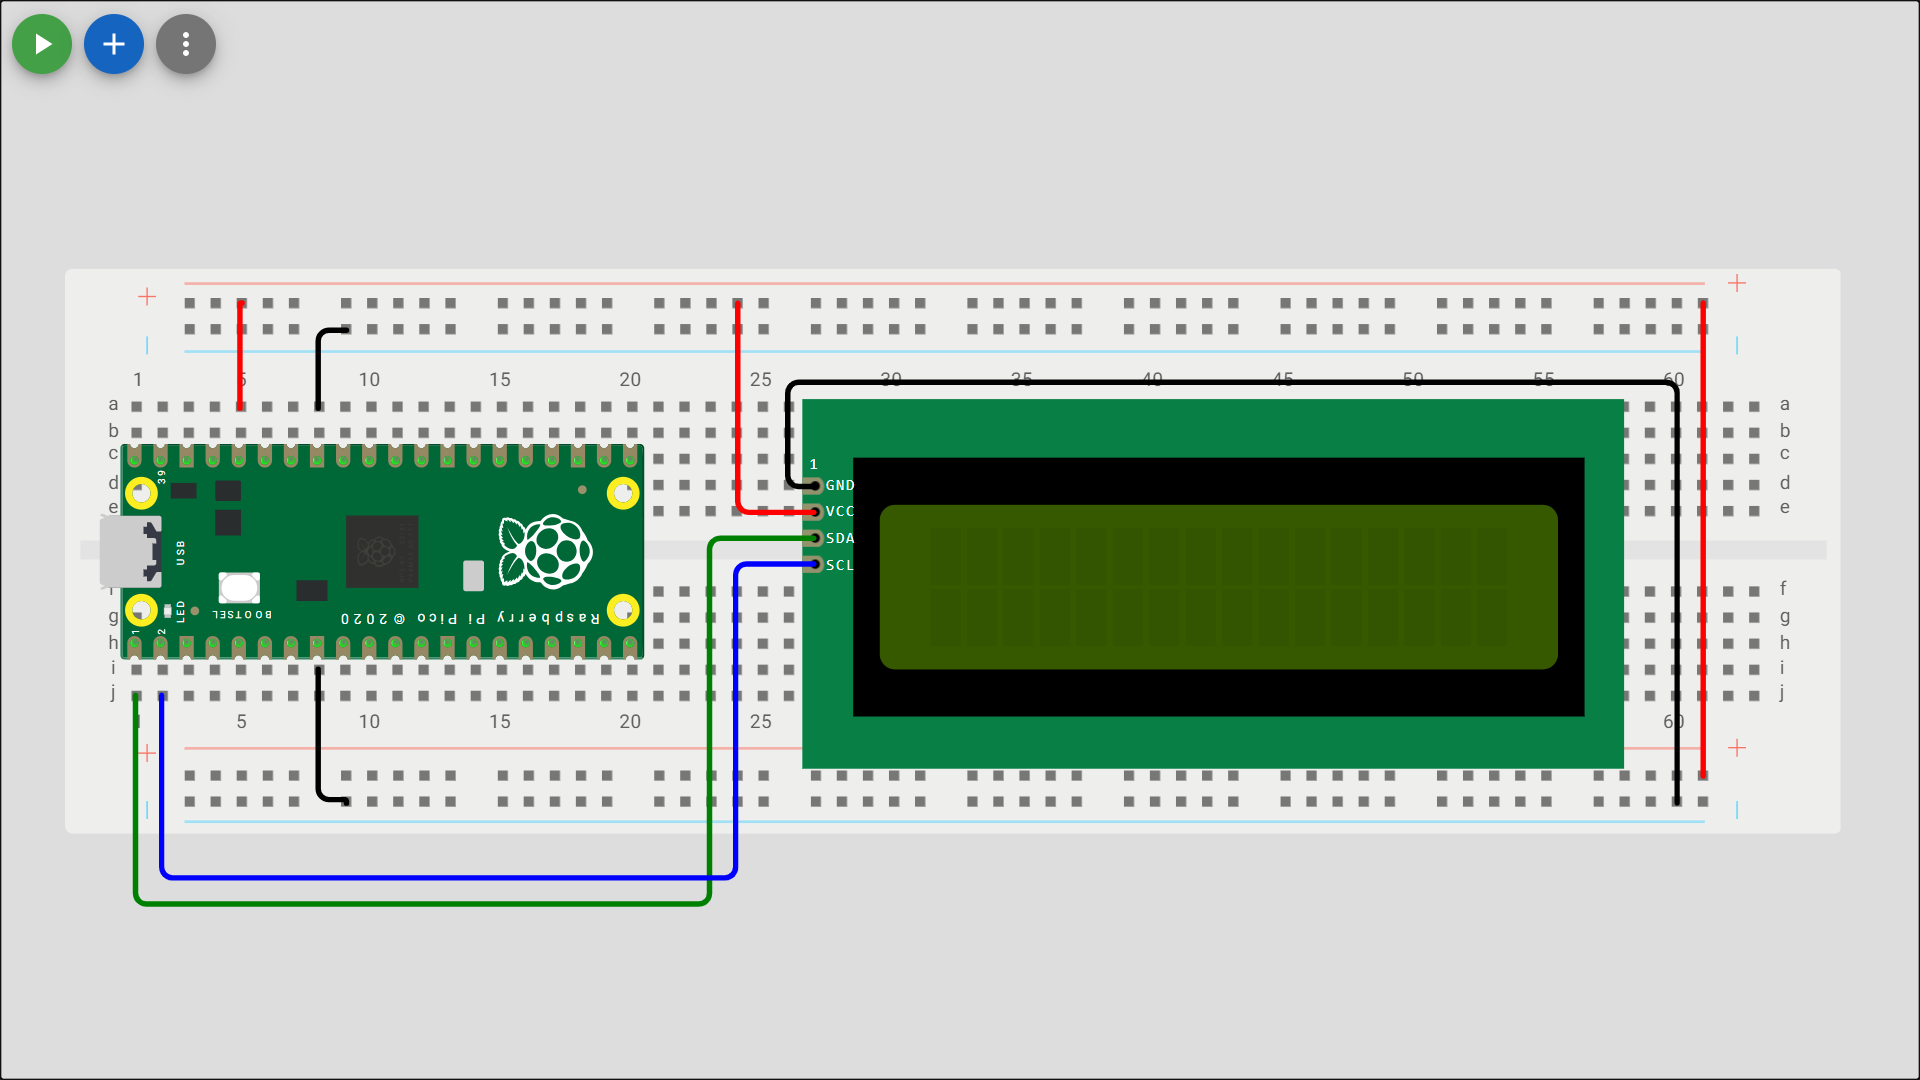 1 5 10 15 20 25 30 35 40 45 50 55 60
a a
b b
c c
d d
e e
39
1
GND
VCC
SDA
SCL
USB
LED
BOOTSEL
Raspberry Pi Pico © 2020
1
2
f
g g
h h
i i
j j
1 5 10 15 20 25 60